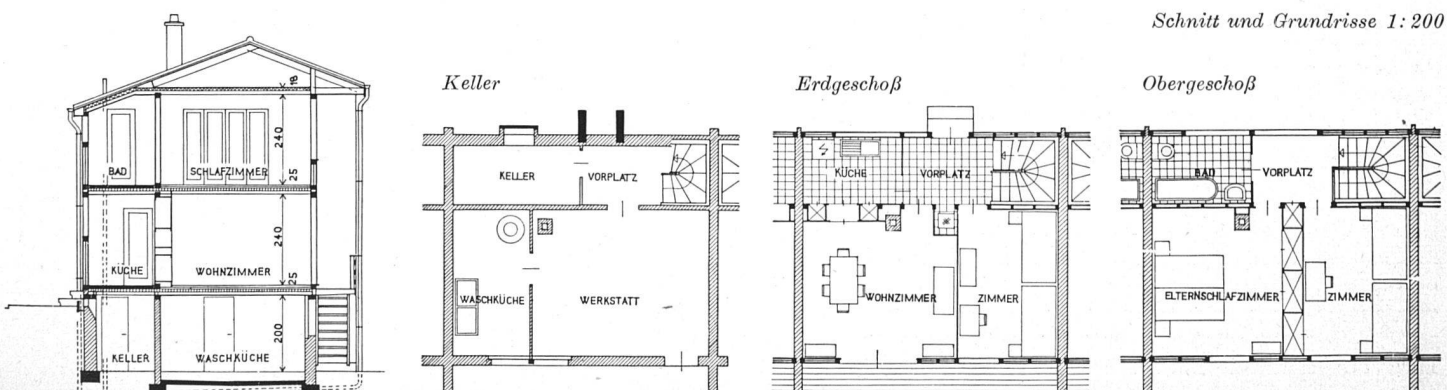 Schnitt und Grundrisse 1:200
Keller
Erdgeschoß
Obergeschoß
18
240
BAD
SCHLAFZIMMER
25
240
KÜCHE
WOHNZIMMER
25
200
KELLER
WASCHKÜCHE
KELLER
VORPLATZ
WASCHKÜCHE
WERKSTATT
KÜCHE
VORPLATZ
WOHNZIMMER
ZIMMER
BAD
VORPLATZ
ELTERNSCHLAFZIMMER
ZIMMER